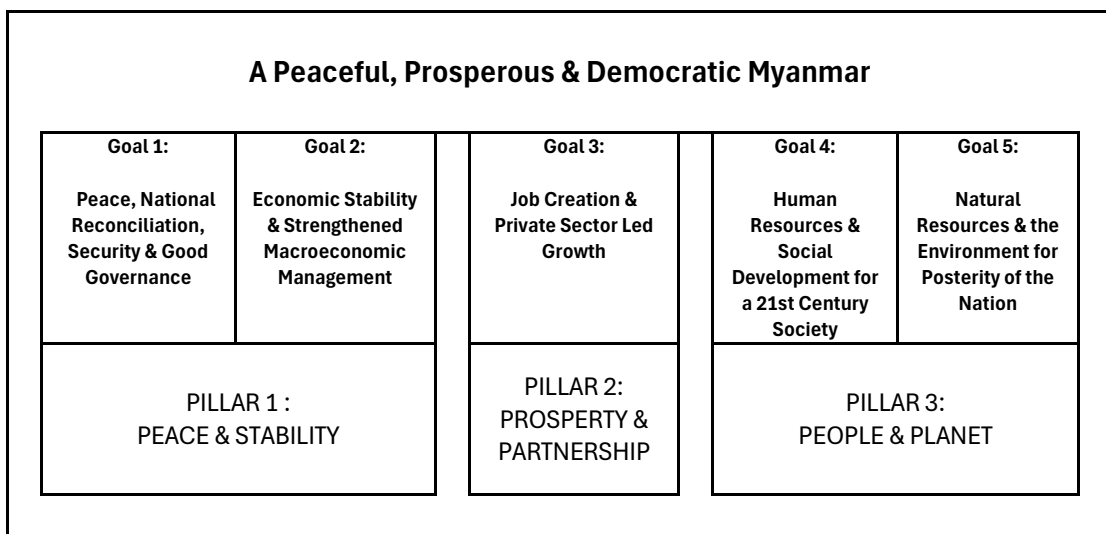 A Peaceful, Prosperous & Democratic Myanmar
Goal 1:
Peace, National
Reconciliation,
Security & Good
Governance
Goal 2:
Economic Stability
& Strengthened
Macroeconomic
Management
Goal 3:
Job Creation &
Private Sector Led
Growth
Goal 4:
Human
Resources &
Social
Development for
a 21st Century
Society
Goal 5:
Natural
Resources & the
Environment for
Posterity of the
Nation
PILLAR 1 :
PEACE & STABILITY
PILLAR 2:
PROSPERTY &
PARTNERSHIP
PILLAR 3:
PEOPLE & PLANET